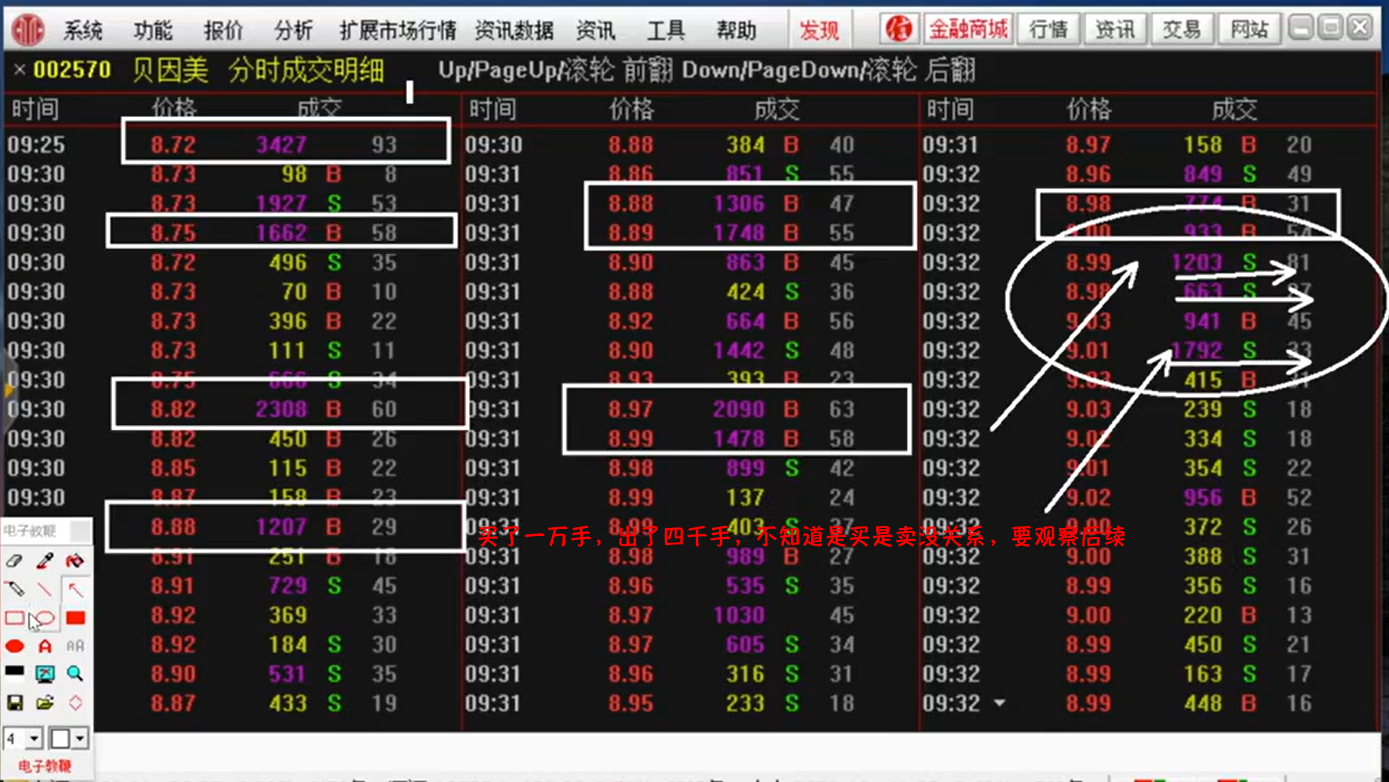 系统 功能 报价 分析 扩展市场行情 资讯数据 资讯 工具 帮助 发现 信 金融商城 行情 资讯 交易 网站
×002570 贝因美 分时成交明细 Up/PageUp/滚轮 前翻 Down/PageDown/滚轮 后翻
时间 价格 成交 时间 价格 成交 时间 价格 成交
09:25 8.72 3427 93 09:30 8.88 384 B 40 09:31 8.97 158 B 20
09:30 8.73 98 B 8 09:31 8.86 851 S 55 09:32 8.96 849 S 49
09:30 8.73 1927 S 53 09:31 8.88 1306 B 47 09:32 8.98 774 B 31
09:30 8.75 1662 B 58 09:31 8.89 1748 B 55 09:32 9.00 933 B 54
09:30 8.72 496 S 35 09:31 8.90 863 B 45 09:32 8.99 1203 S 81
09:30 8.73 70 B 10 09:31 8.88 424 S 36 09:32 8.98 663 S
09:30 8.73 396 B 22 09:31 8.92 664 B 56 09:32 9.03 941 B 45
09:30 8.73 111 S 11 09:31 8.90 1442 S 48 09:32 9.01 1792 S 33
09:30 8.75 666 S 34 09:31 8.93 393 B 23 09:32 9.03 415 B
09:30 8.82 2308 B 60 09:31 8.97 2090 B 63 09:32 9.03 239 S 18
09:30 8.82 450 B 26 09:31 8.99 1478 B 58 09:32 9.02 334 S 18
09:30 8.85 115 B 22 09:31 8.98 899 S 42 09:32 9.01 354 S 22
09:30 8.87 158 B 23 09:31 8.99 137 24 09:32 9.02 956 B 52
8.88 1207 B 29 09:31 403 S 37 09:32 9.00 372 S 26
买了一万手，出了四千手，不知道是买是卖没关系，要观察后续
8.91 251 B 18 09:31 8.98 989 B 27 09:32 9.00 388 S 31
8.91 729 S 45 09:31 8.96 535 S 35 09:32 8.99 356 S 16
8.92 369 33 09:31 8.97 1030 45 09:32 9.00 220 B 13
8.92 184 S 30 09:31 8.97 605 S 34 09:32 8.99 450 S 21
8.90 531 S 35 09:31 8.96 316 S 31 09:32 8.99 163 S 17
8.87 433 S 19 09:31 8.95 233 S 18 09:32 8.99 448 B 16
电子教鞭
A AA
4
电子教鞭